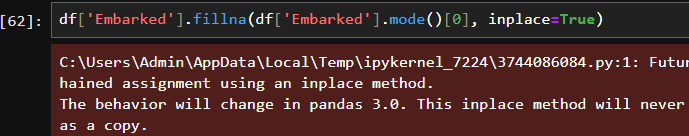 [62]: df['Embarked'].fillna(df['Embarked'].mode()[0], inplace=True)
C:\Users\Admin\AppData\Local\Temp\ipykernel_7224\3744086084.py:1: Futur
hained assignment using an inplace method.
The behavior will change in pandas 3.0. This inplace method will never
as a copy.